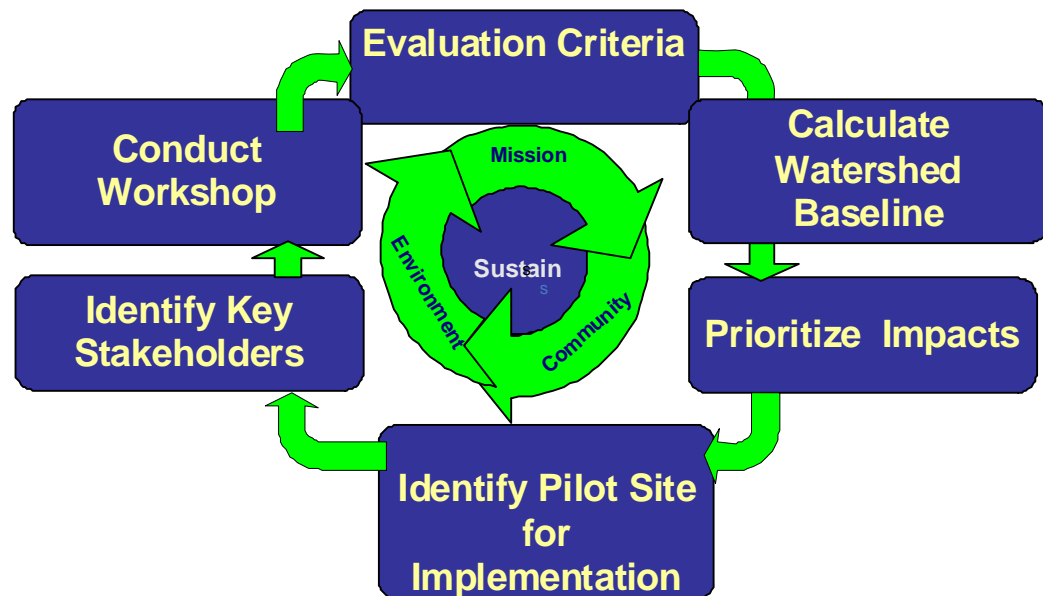 Evaluation Criteria
Calculate
Watershed
Baseline
Prioritize Impacts
Identify Pilot Site
for
Implementation
Identify Key
Stakeholders
Conduct
Workshop
Mission
Community
Environment
Sustain
s
s